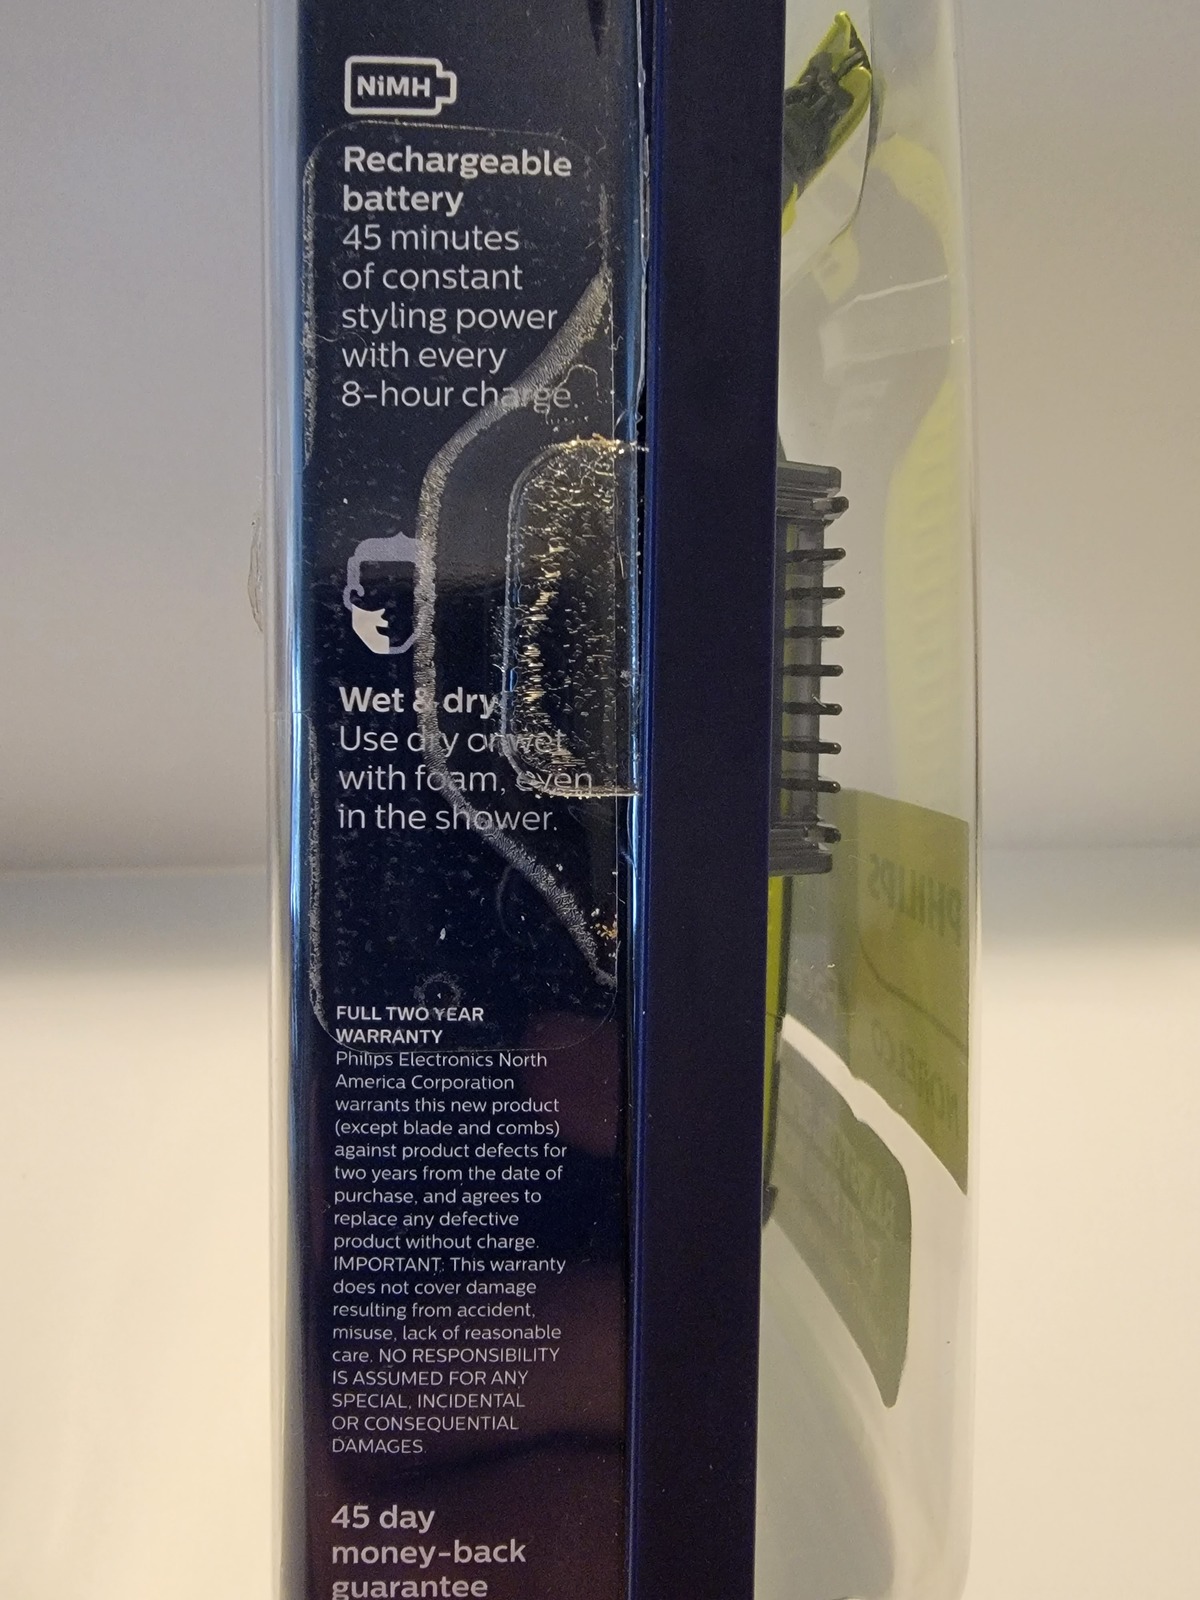 NiMH
Rechargeable
battery
45 minutes
of constant
styling power
with every
8-hour charge.
Wet & dry
Use dry or wet
with foam, even
in the shower.
FULL TWO YEAR
WARRANTY
Philips Electronics North
America Corporation
warrants this new product
(except blade and combs)
against product defects for
two years from the date of
purchase, and agrees to
replace any defective
product without charge.
IMPORTANT: This warranty
does not cover damage
resulting from accident,
misuse, lack of reasonable
care. NO RESPONSIBILITY
IS ASSUMED FOR ANY
SPECIAL, INCIDENTAL
OR CONSEQUENTIAL
DAMAGES.
45 day
money-back
guarantee
PHILIPS
NORELCO